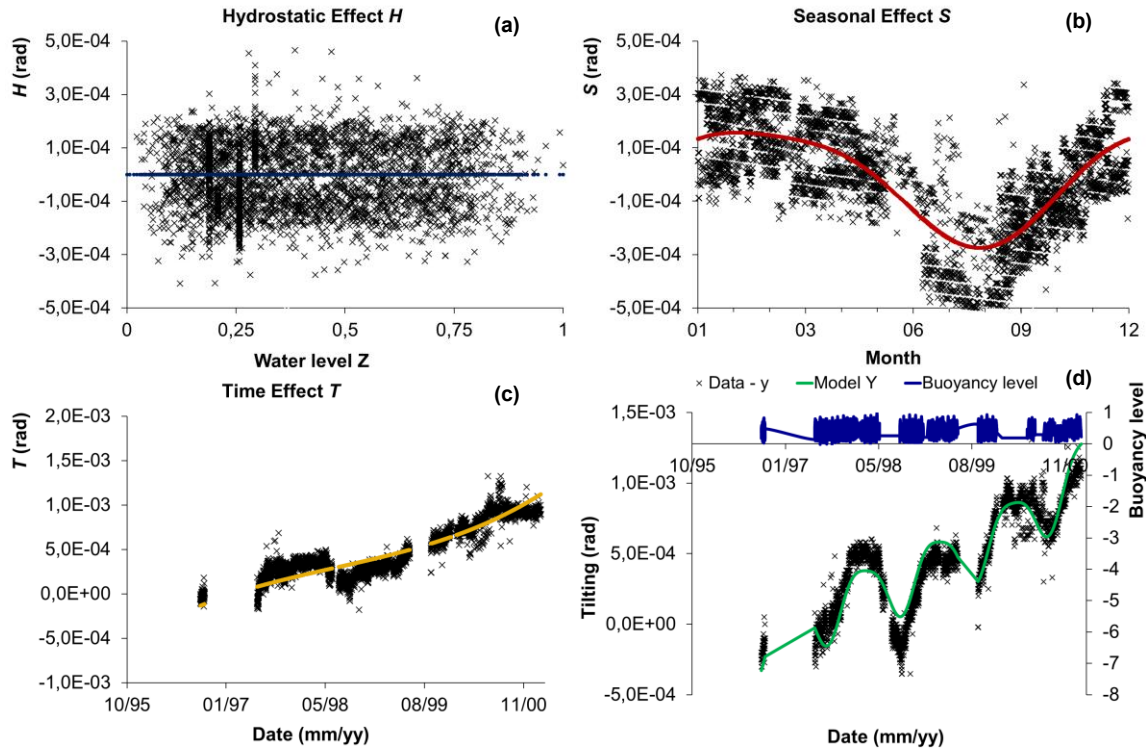 Hydrostatic Effect H
(a)
H (rad)
5,0E-04
3,0E-04
1,0E-04
-1,0E-04
-3,0E-04
-5,0E-04
0
0,25
0,5
0,75
1
Water level Z
Seasonal Effect S
(b)
S (rad)
5,0E-04
3,0E-04
1,0E-04
-1,0E-04
-3,0E-04
-5,0E-04
01
03
06
09
12
Month
Time Effect T
(c)
T (rad)
2,0E-03
1,5E-03
1,0E-03
5,0E-04
0,0E+00
-5,0E-04
-1,0E-03
10/95
01/97
05/98
08/99
11/00
Date (mm/yy)
Data - y
Model Y
Buoyancy level
(d)
Tilting (rad)
1,5E-03
1,0E-03
5,0E-04
0,0E+00
-5,0E-04
10/95
01/97
05/98
08/99
11/00
Buoyancy level
1
0
-1
-2
-3
-4
-5
-6
-7
-8
Date (mm/yy)